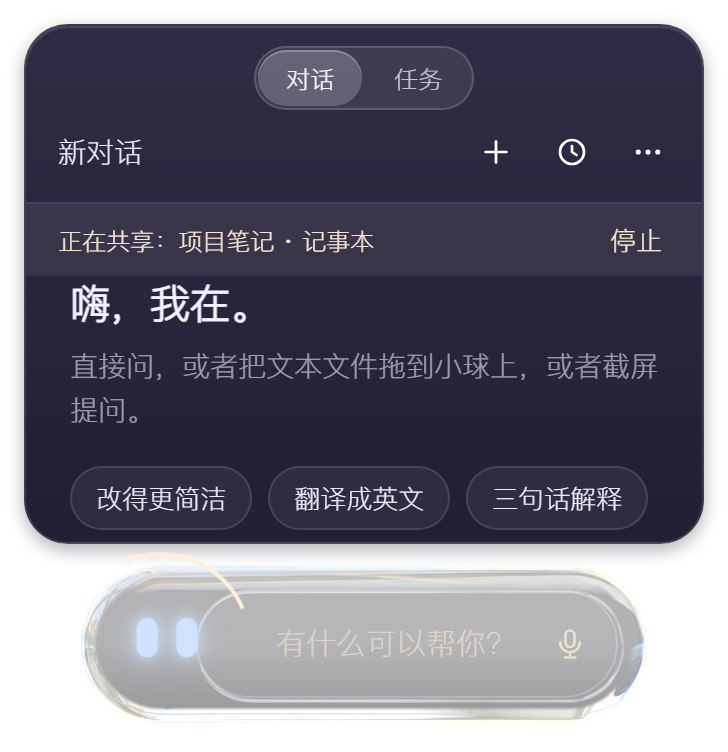 对话 任务
新对话
正在共享：项目笔记 · 记事本 停止
嗨，我在。
直接问，或者把文本文件拖到小球上，或者截屏
提问。
改得更简洁 翻译成英文 三句话解释
有什么可以帮你？